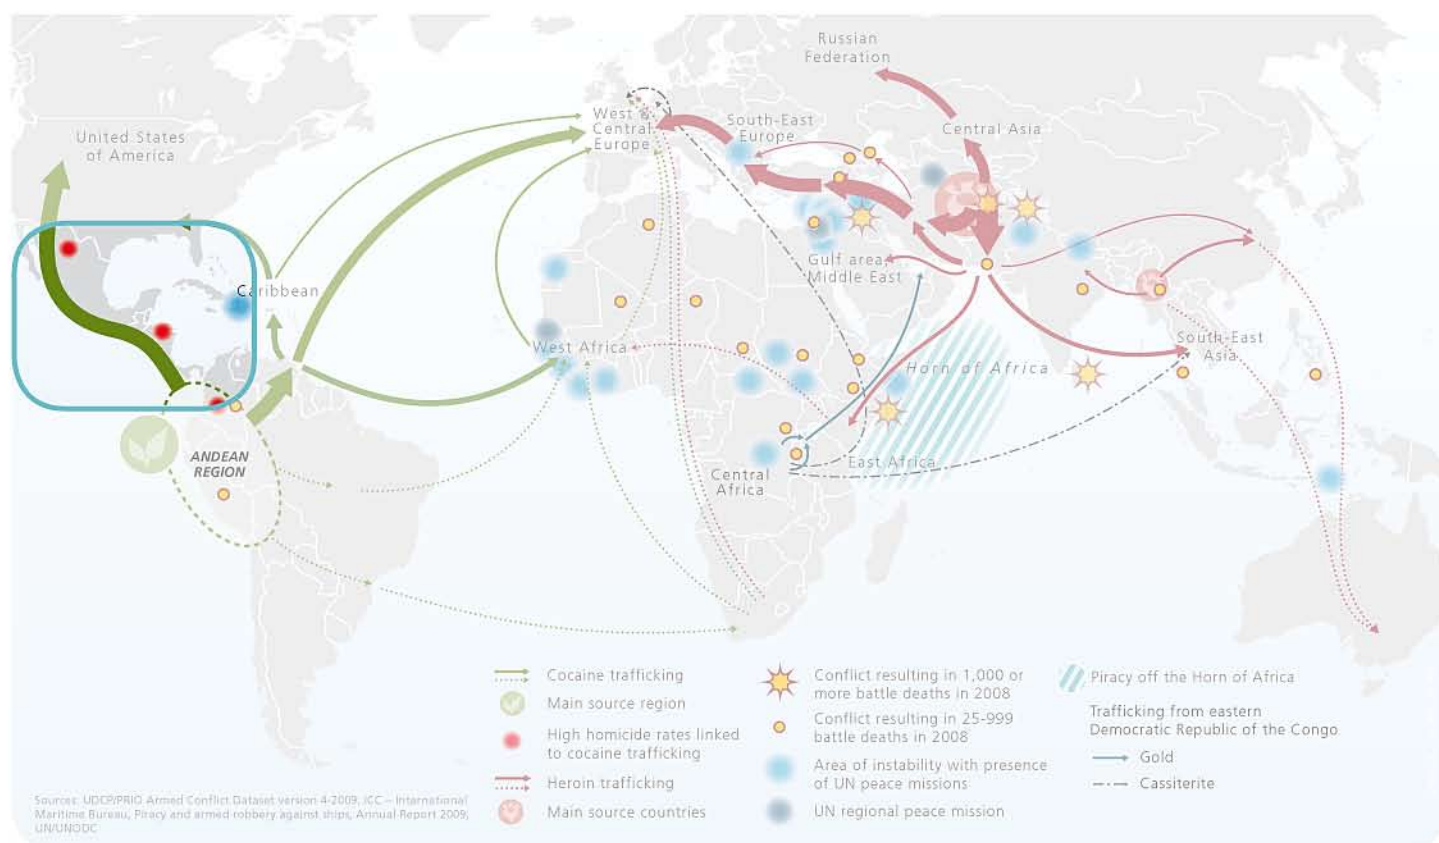 Russian
Federation
United States
of America
West &
Central
Europe
South-East
Europe
Central Asia
Gulf area,
Middle East
Caribbean
West Africa
South-East
Asia
Horn of Africa
ANDEAN
REGION
Central
Africa
East Africa
Cocaine trafficking
Main source region
High homicide rates linked
to cocaine trafficking
Heroin trafficking
Main source countries
Conflict resulting in 1,000 or
more battle deaths in 2008
Conflict resulting in 25-999
battle deaths in 2008
Area of instability with presence
of UN peace missions
UN regional peace mission
Piracy off the Horn of Africa
Trafficking from eastern
Democratic Republic of the Congo
Gold
Cassiterite
Sources: UDCP/PRIO Armed Conflict Dataset version 4-2009, ICC – International
Maritime Bureau, Piracy and armed robbery against ships, Annual Report 2009,
UN/UNODC